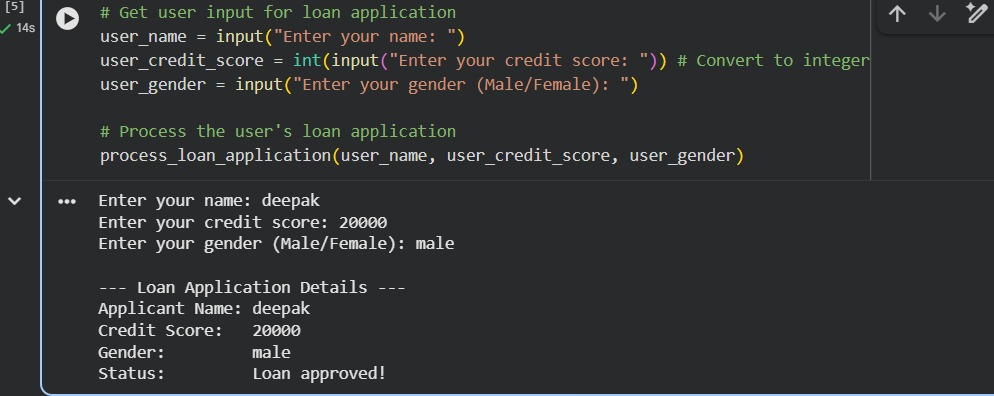 [5]
14s
# Get user input for loan application
user_name = input("Enter your name: ")
user_credit_score = int(input("Enter your credit score: ")) # Convert to integer
user_gender = input("Enter your gender (Male/Female): ")
# Process the user's loan application
process_loan_application(user_name, user_credit_score, user_gender)
Enter your name: deepak
Enter your credit score: 20000
Enter your gender (Male/Female): male
--- Loan Application Details ---
Applicant Name: deepak
Credit Score:   20000
Gender:         male
Status:         Loan approved!